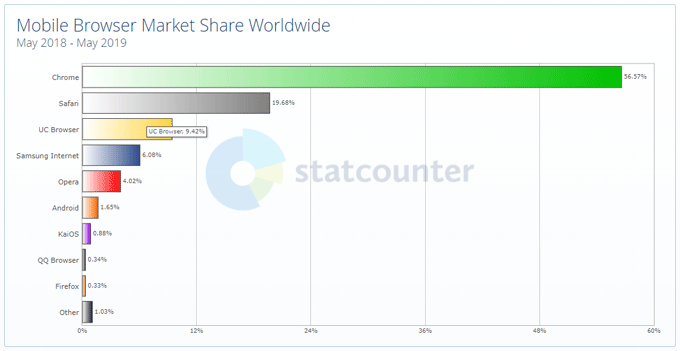 Mobile Browser Market Share Worldwide
May 2018 - May 2019
Chrome 56.57%
Safari 19.68%
UC Browser UC Browser, 9.42%
Samsung Internet 6.08%
Opera 4.02%
Android 1.65%
KaiOS 0.88%
QQ Browser 0.34%
Firefox 0.33%
Other 1.03%
0% 12% 24% 36% 48% 60%
statcounter